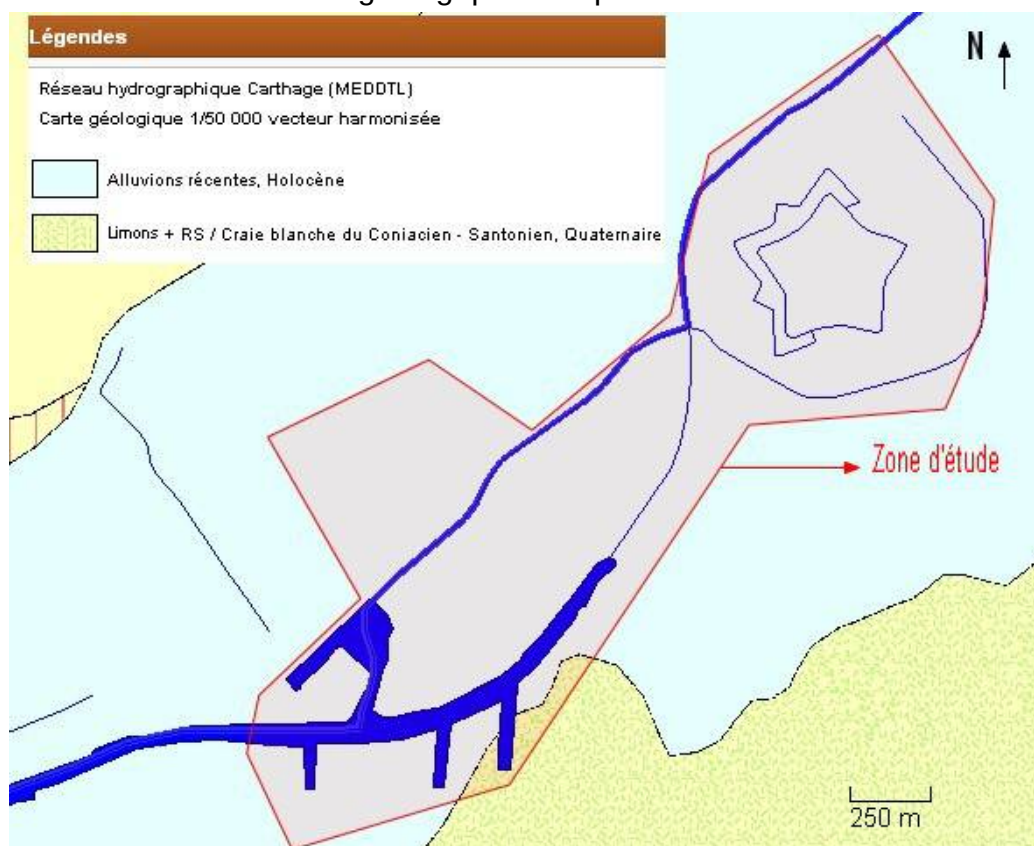 Légendes
Réseau hydrographique Carthage (MEDDTL)
Carte géologique 1/50 000 vecteur harmonisée
Alluvions récentes, Holocène
Limons + RS / Craie blanche du Coniacien - Santonien, Quaternaire
N
Zone d'étude
250 m